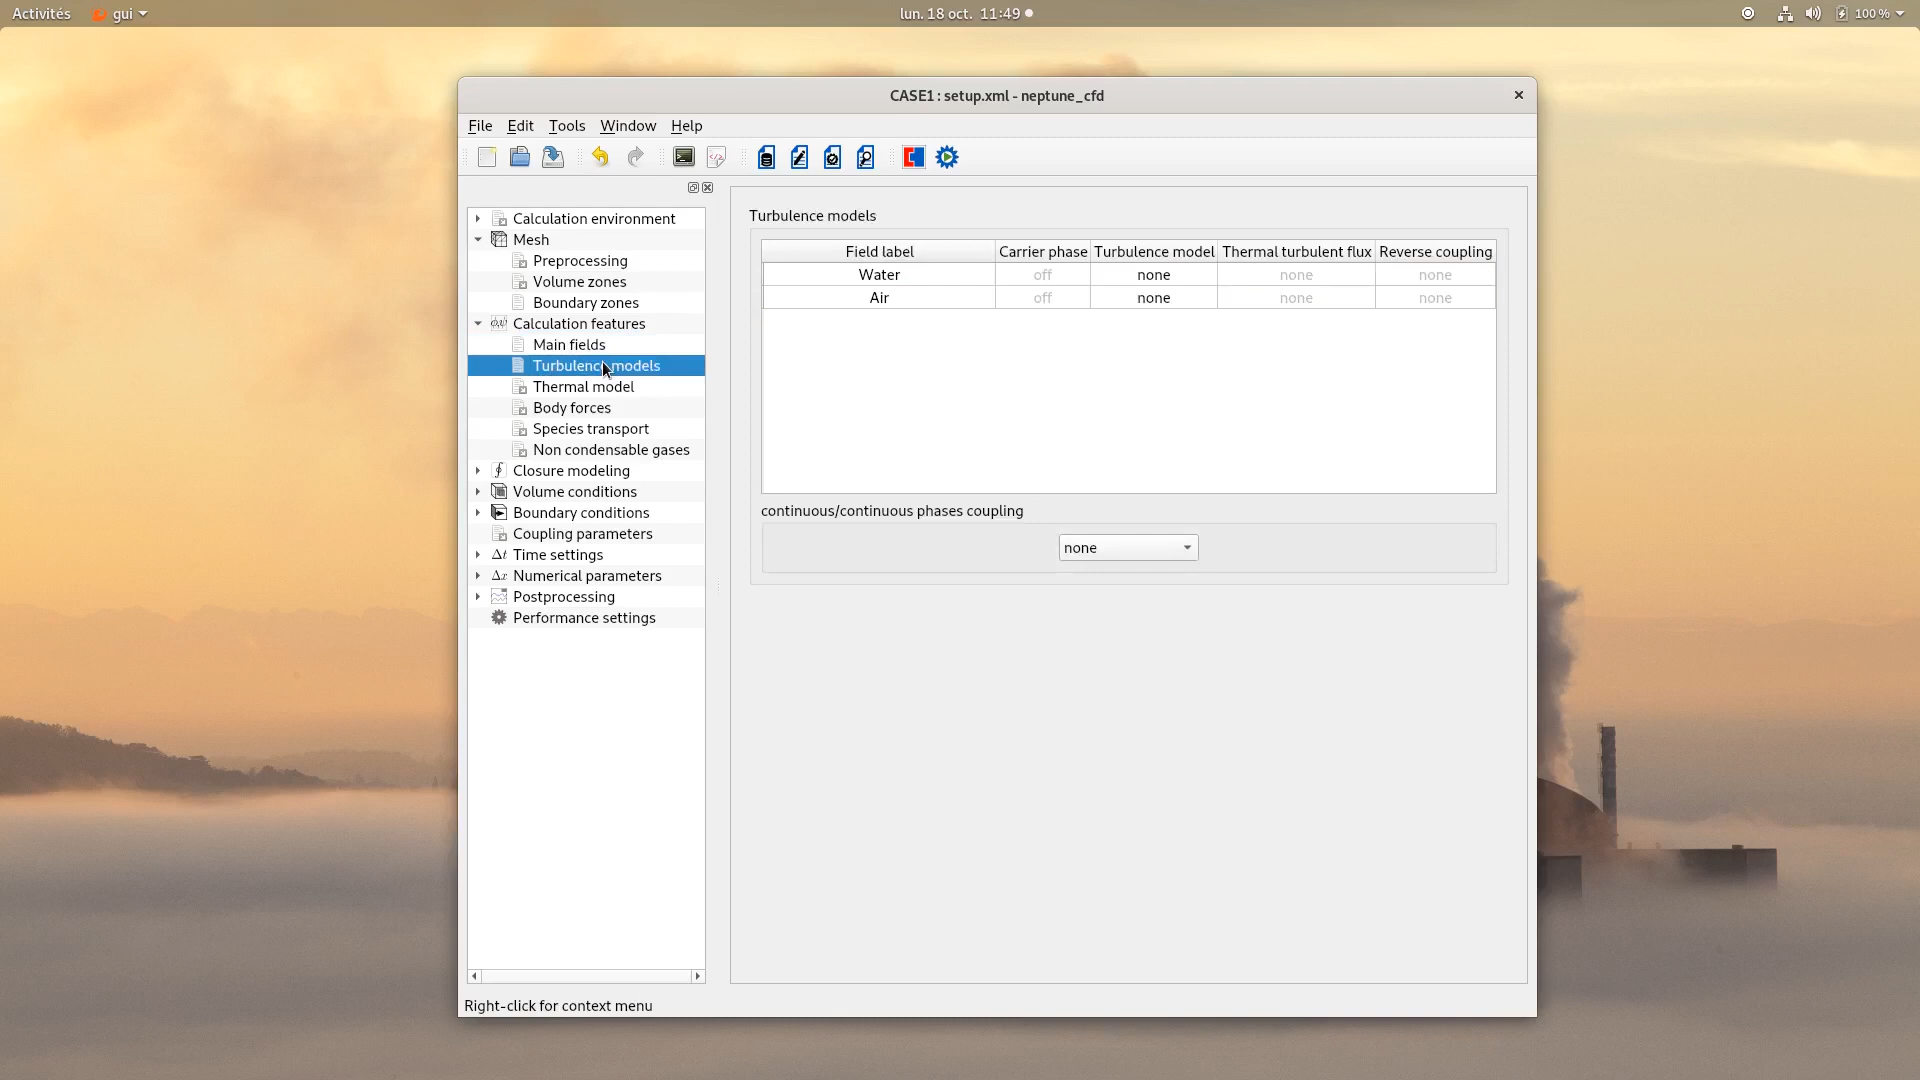 Activités gui lun. 18 oct. 11:49 100 %
CASE1 : setup.xml - neptune_cfd
File Edit Tools Window Help
Calculation environment
Mesh
Preprocessing
Volume zones
Boundary zones
Calculation features
Main fields
Turbulence models
Thermal model
Body forces
Species transport
Non condensable gases
Closure modeling
Volume conditions
Boundary conditions
Coupling parameters
Δt Time settings
Δx Numerical parameters
Postprocessing
Performance settings
Turbulence models
Field label Carrier phase Turbulence model Thermal turbulent flux Reverse coupling
Water off none none none
Air off none none none
continuous/continuous phases coupling
none
Right-click for context menu